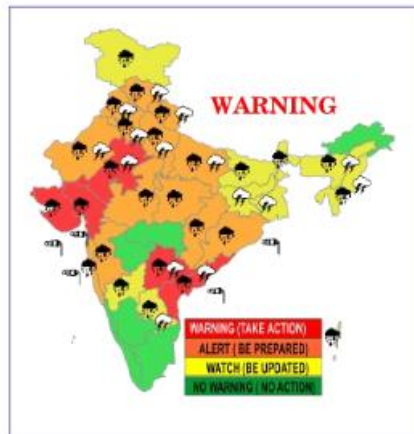 WARNING
WARNING (TAKE ACTION)
ALERT ( BE PREPARED)
WATCH (BE UPDATED)
NO WARNING ( NO ACTION)